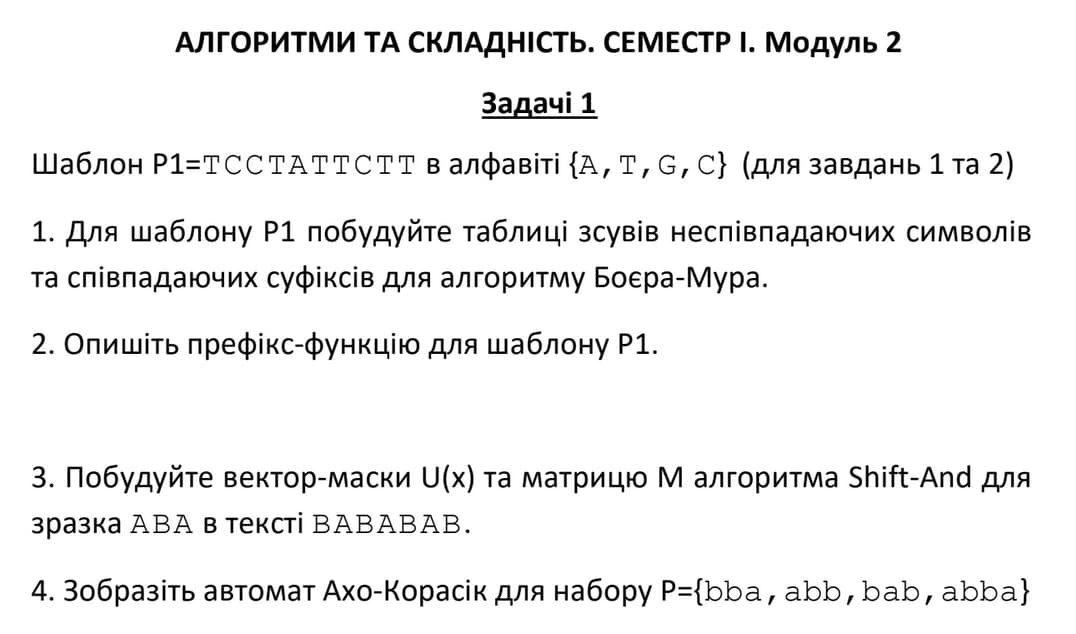 АЛГОРИТМИ ТА СКЛАДНІСТЬ. СЕМЕСТР І. Модуль 2
Задачі 1
Шаблон P1=TCCTATTCTT в алфавіті {A,T,G,C} (для завдань 1 та 2)
1. Для шаблону P1 побудуйте таблиці зсувів неспівпадаючих символів
та співпадаючих суфіксів для алгоритму Боєра-Мура.
2. Опишіть префікс-функцію для шаблону P1.
3. Побудуйте вектор-маски U(x) та матрицю M алгоритма Shift-And для
зразка ABA в тексті BABABAB.
4. Зобразіть автомат Ахо-Корасік для набору P={bba,abb,bab,abba}